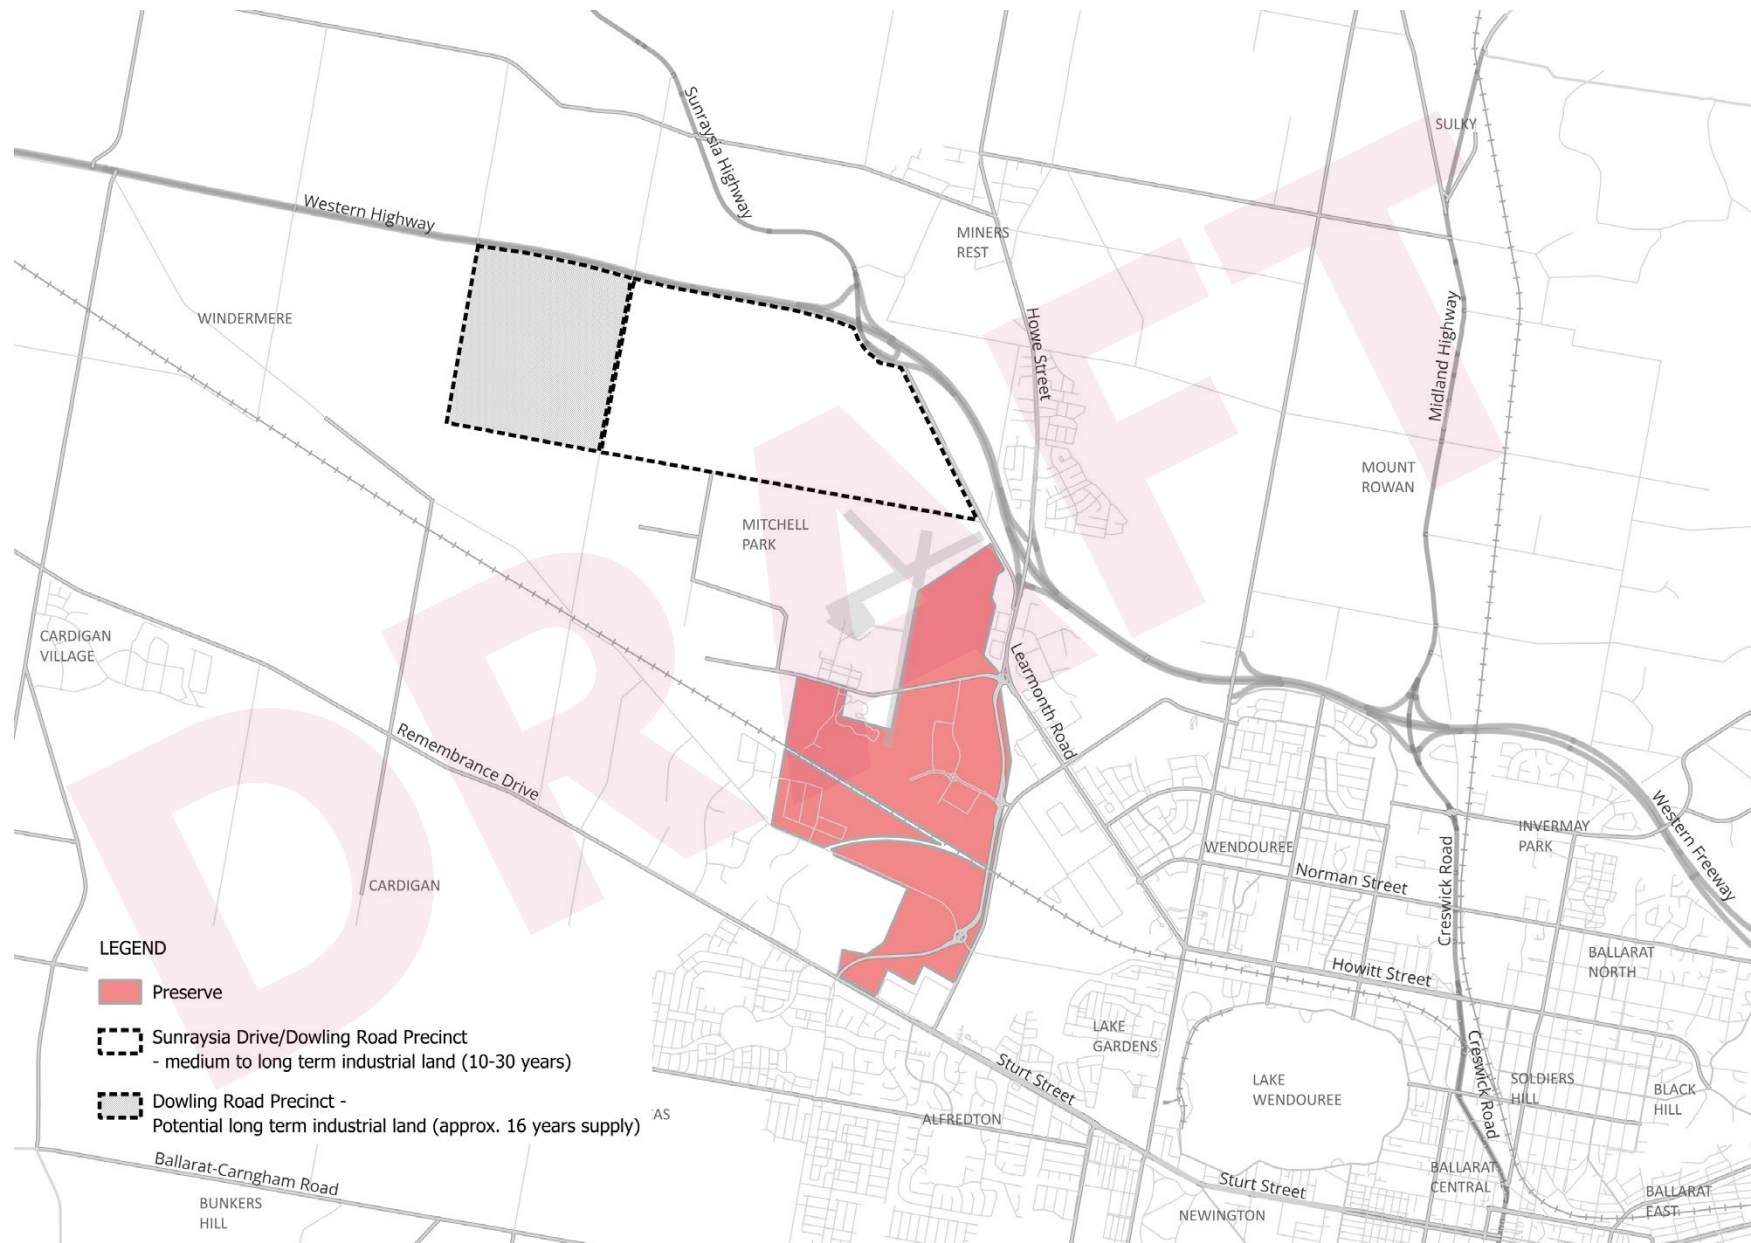 Sunraysia Highway
SULKY
Western Highway
MINERS
REST
WINDERMERE
Howe Street
Midland Highway
MOUNT
ROWAN
MITCHELL
PARK
CARDIGAN
VILLAGE
Learmonth Road
Remembrance Drive
Western Freeway
INVERMAY
PARK
WENDOUREE
Norman Street
Creswick Road
CARDIGAN
BALLARAT
NORTH
Howitt Street
LEGEND
Preserve
Sunraysia Drive/Dowling Road Precinct
- medium to long term industrial land (10-30 years)
Dowling Road Precinct -
Potential long term industrial land (approx. 16 years supply)
LAKE
GARDENS
Sturt Street
Creswick Road
LAKE
WENDOUREE
SOLDIERS
HILL
BLACK
HILL
AS
ALFREDTON
Ballarat-Carngham Road
BUNKERS
HILL
Sturt Street
BALLARAT
CENTRAL
NEWINGTON
BALLARAT
EAST
DRAFT